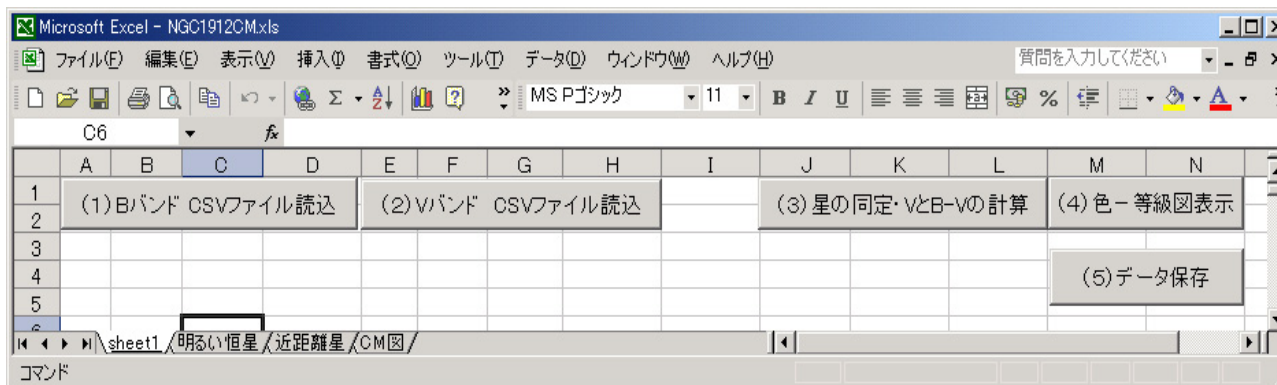 Microsoft Excel - NGC1912CM.xls
ファイル(F) 編集(E) 表示(V) 挿入(I) 書式(O) ツール(T) データ(D) ウィンドウ(W) ヘルプ(H) 質問を入力してください
MS Pゴシック 11 B I U %
C6 fx
A B C D E F G H I J K L M N
1 (1)Bバンド CSVファイル読込 (2)Vバンド CSVファイル読込 (3)星の同定・VとB-Vの計算 (4)色-等級図表示
2
3
4 (5)データ保存
5
6
sheet1 明るい恒星 近距離星 CM図
コマンド